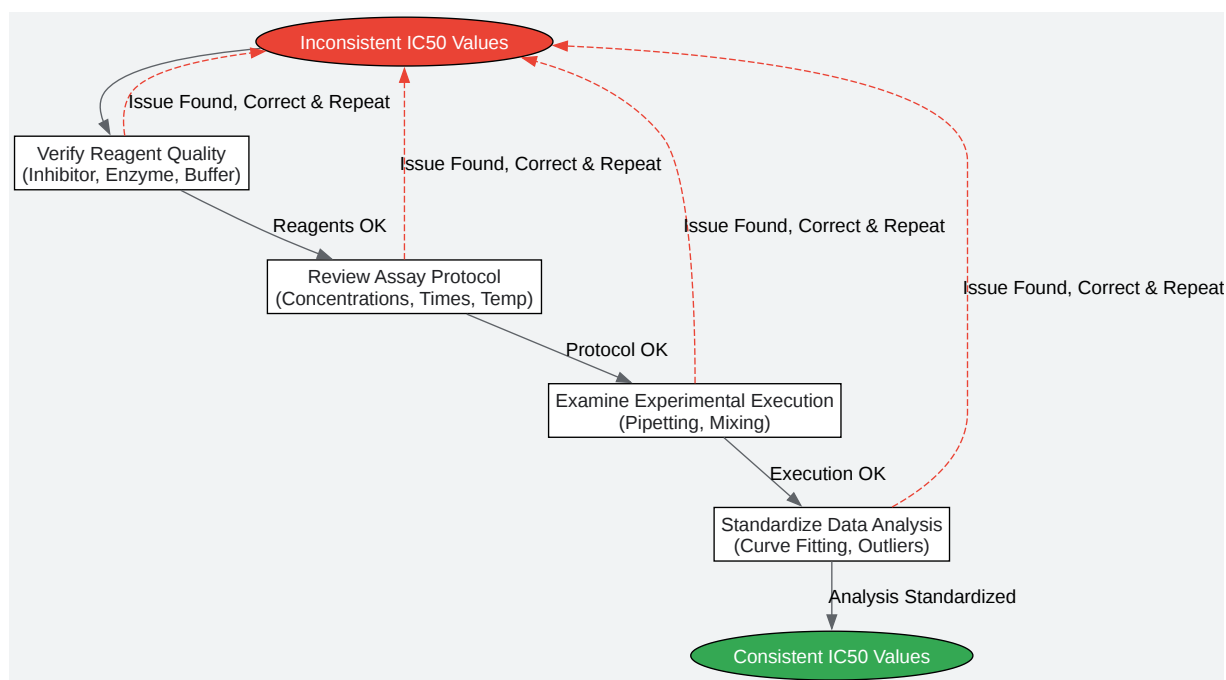 Inconsistent IC50 Values
Issue Found, Correct & Repeat
Verify Reagent Quality
(Inhibitor, Enzyme, Buffer)
Issue Found, Correct & Repeat
Reagents OK
Issue Found, Correct & Repeat
Review Assay Protocol
(Concentrations, Times, Temp)
Issue Found, Correct & Repeat
Protocol OK
Examine Experimental Execution
(Pipetting, Mixing)
Execution OK
Standardize Data Analysis
(Curve Fitting, Outliers)
Analysis Standardized
Consistent IC50 Values